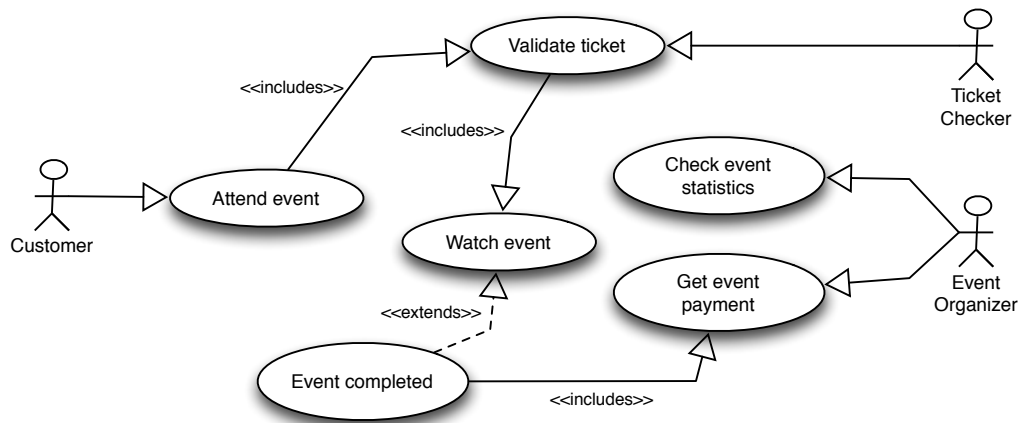 Validate ticket
<<includes>>
Ticket
Checker
<<includes>>
Check event
statistics
Attend event
Customer
Watch event
Get event
payment
Event
Organizer
<<extends>>
Event completed
<<includes>>